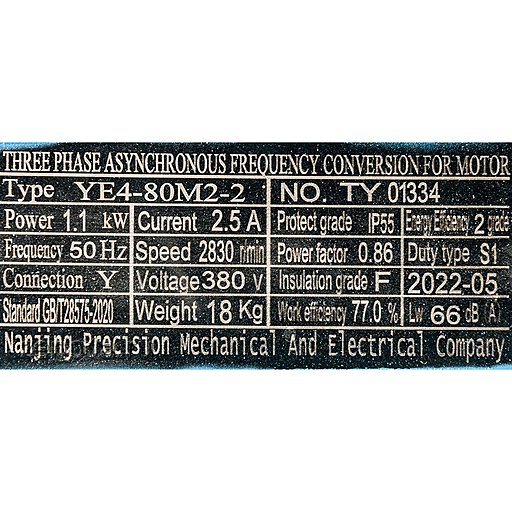 THREE PHASE ASYNCHRONOUS FREQUENCY CONVERSION FOR MOTOR
Type YE4-80M2-2 NO. TY 01334
Power 1.1 kW Current 2.5 A Protect grade IP55 Energy Efficiency 2 grade
Frequency 50 Hz Speed 2830 r/min Power factor 0.86 Duty type S1
Connection Y Voltage 380 V Insulation grade F 2022-05
Standard GB/T28575-2020 Weight 18 Kg Work efficiency 77.0 % Lw 66 dB (A)
Nanjing Precision Mechanical And Electrical Company